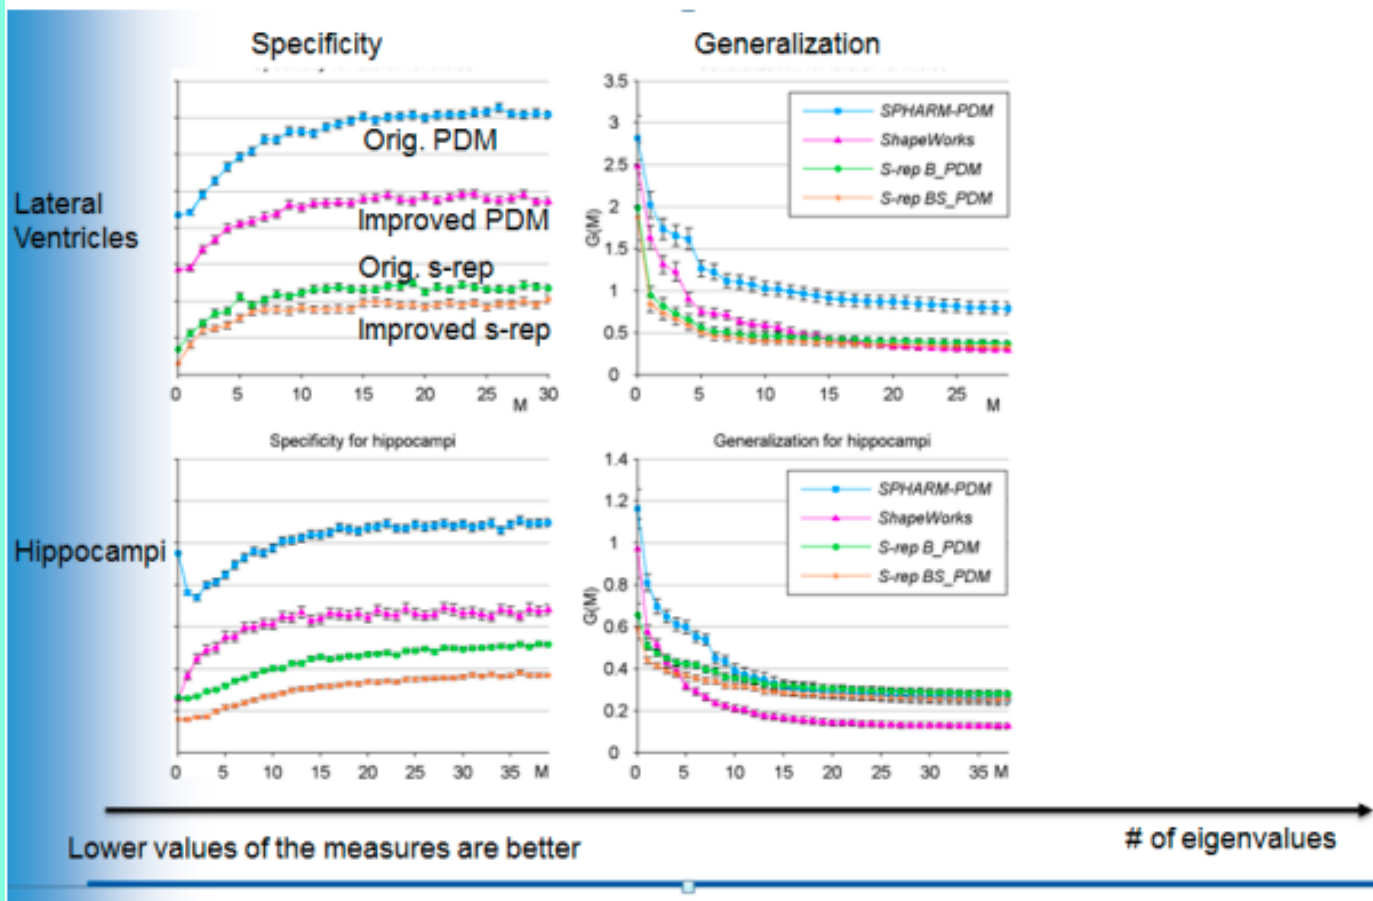 Specificity
Generalization
Orig. PDM
Improved PDM
Orig. s-rep
Improved s-rep
0 5 10 15 20 25 30
M
3.5
3
2.5
2
1.5
1
0.5
0
G(M)
SPHARM-PDM
ShapeWorks
S-rep B_PDM
S-rep BS_PDM
0 5 10 15 20 25
M
Lateral
Ventricles
Specificity for hippocampi
0 5 10 15 20 25 30 35 M
Generalization for hippocampi
1.4
1.2
1
0.8
0.6
0.4
0.2
0
G(M)
SPHARM-PDM
ShapeWorks
S-rep B_PDM
S-rep BS_PDM
0 5 10 15 20 25 30 35 M
Hippocampi
# of eigenvalues
Lower values of the measures are better